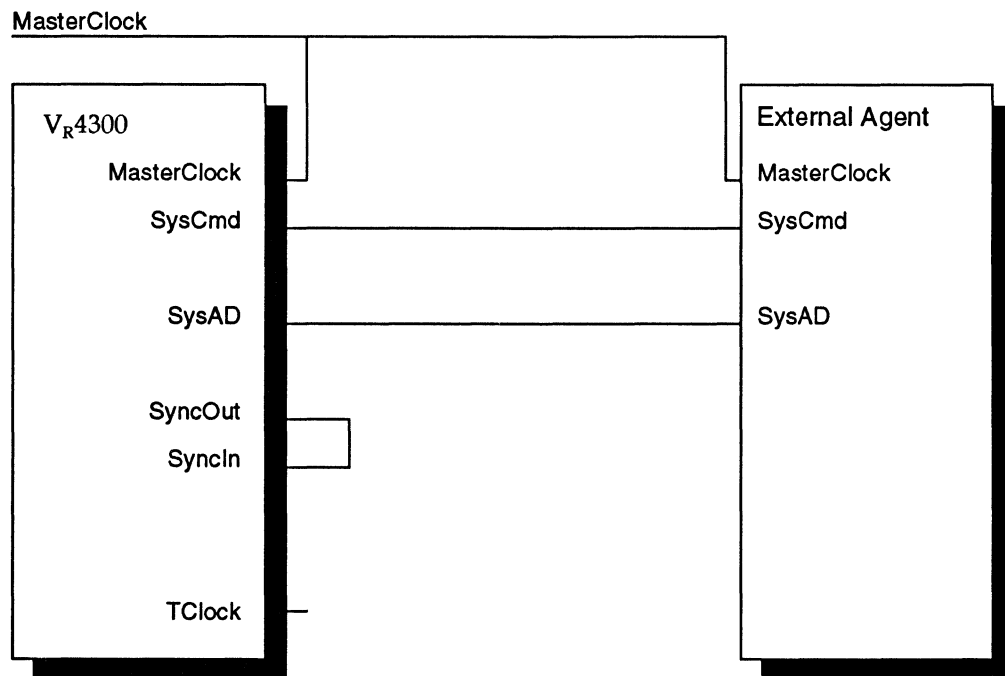 MasterClock
VR4300
MasterClock
SysCmd
SysAD
SyncOut
SyncIn
TClock
External Agent
MasterClock
SysCmd
SysAD